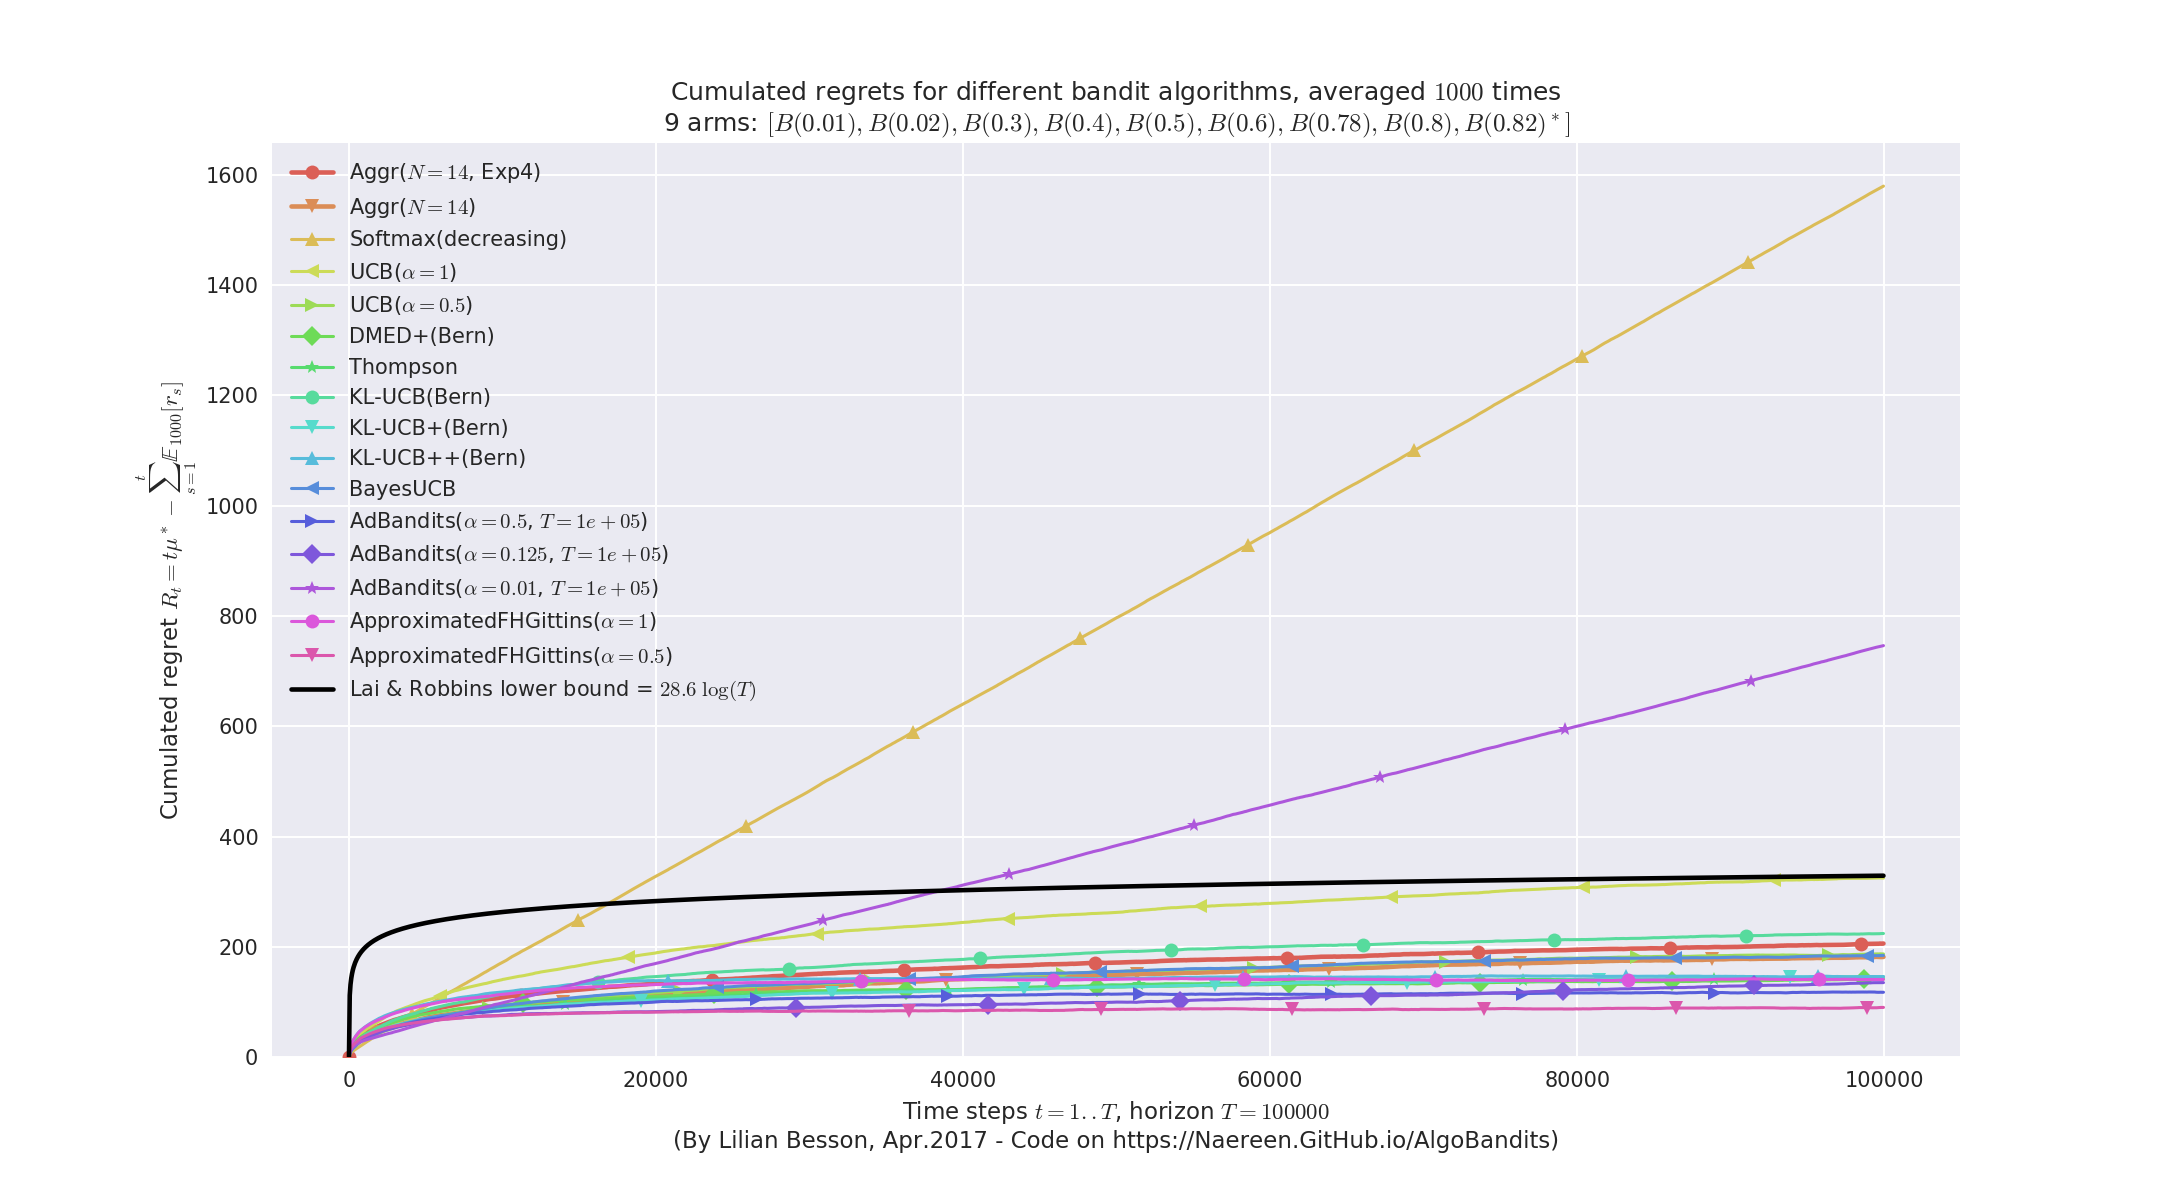 Cumulated regrets for different bandit algorithms, averaged 1000 times
9 arms: [B(0.01), B(0.02), B(0.3), B(0.4), B(0.5), B(0.6), B(0.78), B(0.8), B(0.82)*]
Cumulated regret R_t = tμ* − ∑_{s=1}^{t} 𝔼_{1000}[r_s]
1600
1400
1200
1000
800
600
400
200
0
Aggr(N = 14, Exp4)
Aggr(N = 14)
Softmax(decreasing)
UCB(α = 1)
UCB(α = 0.5)
DMED+(Bern)
Thompson
KL-UCB(Bern)
KL-UCB+(Bern)
KL-UCB++(Bern)
BayesUCB
AdBandits(α = 0.5, T = 1e + 05)
AdBandits(α = 0.125, T = 1e + 05)
AdBandits(α = 0.01, T = 1e + 05)
ApproximatedFHGittins(α = 1)
ApproximatedFHGittins(α = 0.5)
Lai & Robbins lower bound = 28.6 log(T)
0 20000 40000 60000 80000 100000
Time steps t = 1..T, horizon T = 100000
(By Lilian Besson, Apr.2017 - Code on https://Naereen.GitHub.io/AlgoBandits)